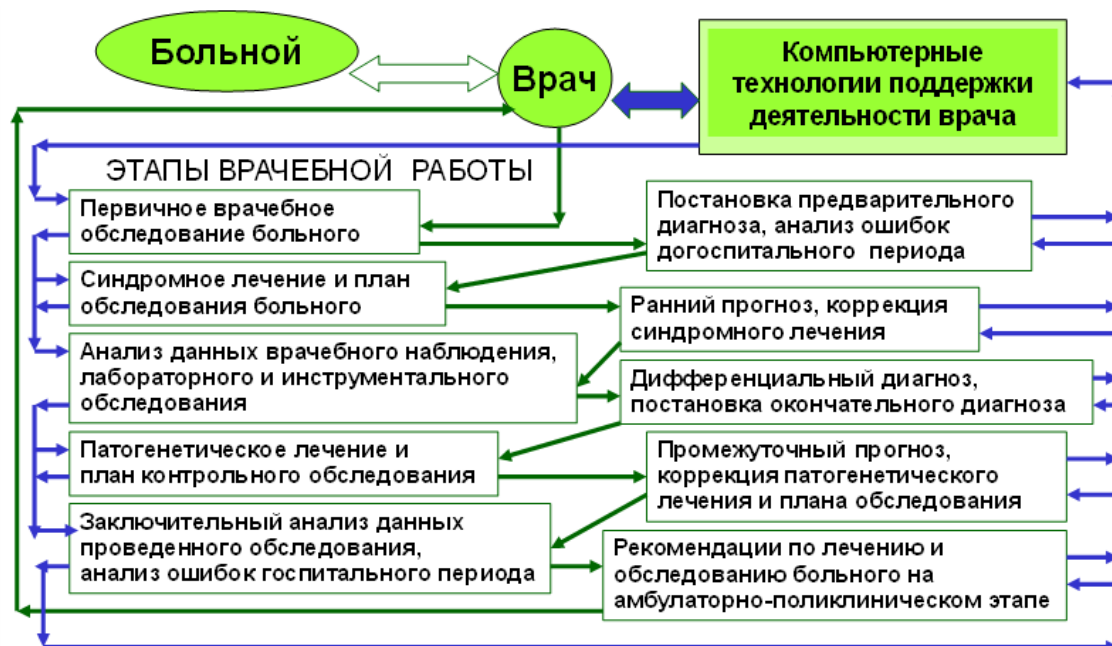 Больной
Врач
Компьютерные
технологии поддержки
деятельности врача
ЭТАПЫ ВРАЧЕБНОЙ РАБОТЫ
Первичное врачебное
обследование больного
Постановка предварительного
диагноза, анализ ошибок
догоспитального периода
Синдромное лечение и план
обследования больного
Ранний прогноз, коррекция
синдромного лечения
Анализ данных врачебного наблюдения,
лабораторного и инструментального
обследования
Дифференциальный диагноз,
постановка окончательного диагноза
Патогенетическое лечение и
план контрольного обследования
Промежуточный прогноз,
коррекция патогенетического
лечения и плана обследования
Заключительный анализ данных
проведенного обследования,
анализ ошибок госпитального периода
Рекомендации по лечению и
обследованию больного на
амбулаторно-поликлиническом этапе